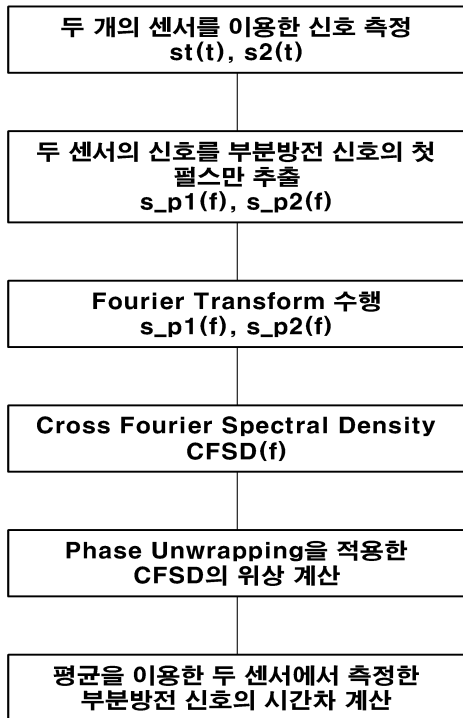 두 개의 센서를 이용한 신호 측정
st(t), s2(t)
두 센서의 신호를 부분방전 신호의 첫
펄스만 추출
s_p1(f), s_p2(f)
Fourier Transform 수행
s_p1(f), s_p2(f)
Cross Fourier Spectral Density
CFSD(f)
Phase Unwrapping을 적용한
CFSD의 위상 계산
평균을 이용한 두 센서에서 측정한
부분방전 신호의 시간차 계산